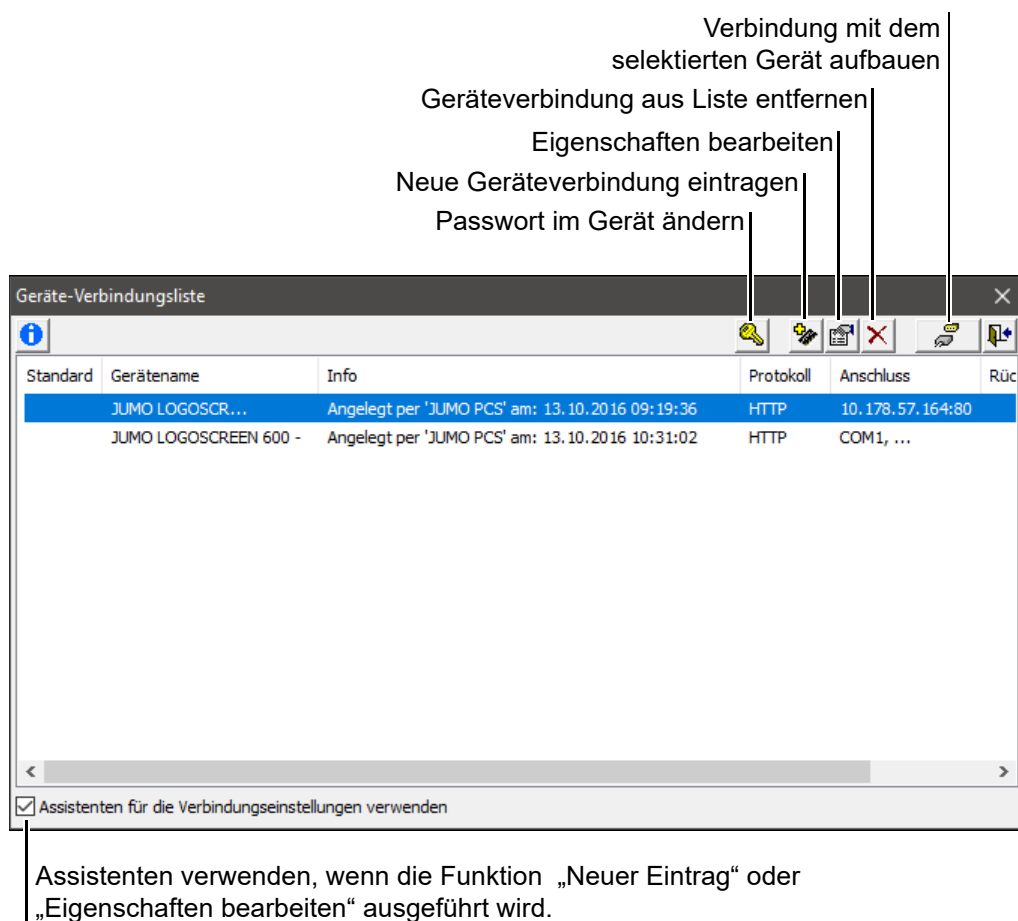 Verbindung mit dem
selektierten Gerät aufbauen
Geräteverbindung aus Liste entfernen
Eigenschaften bearbeiten
Neue Geräteverbindung eintragen
Passwort im Gerät ändern
Geräte-Verbindungsliste
Standard Gerätename Info Protokoll Anschluss Rüc
JUMO LOGOSCR... Angelegt per 'JUMO PCS' am: 13.10.2016 09:19:36 HTTP 10.178.57.164:80
JUMO LOGOSCREEN 600 - Angelegt per 'JUMO PCS' am: 13.10.2016 10:31:02 HTTP COM1, ...
Assistenten für die Verbindungseinstellungen verwenden
Assistenten verwenden, wenn die Funktion „Neuer Eintrag“ oder
„Eigenschaften bearbeiten“ ausgeführt wird.